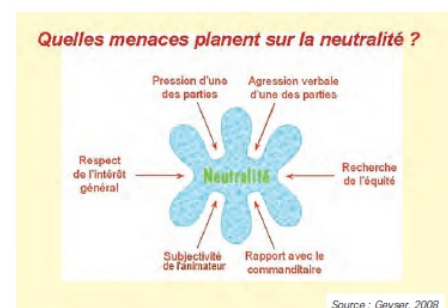 Quelles menaces planent sur la neutralité ?
Pression d'une
des parties
Agression verbale
d'une des parties
Respect
de l'intérêt
général
Neutralité
Recherche
de l'équité
Subjectivité
de l'animateur
Rapport avec le
commanditaire
Source : Geyser, 2008